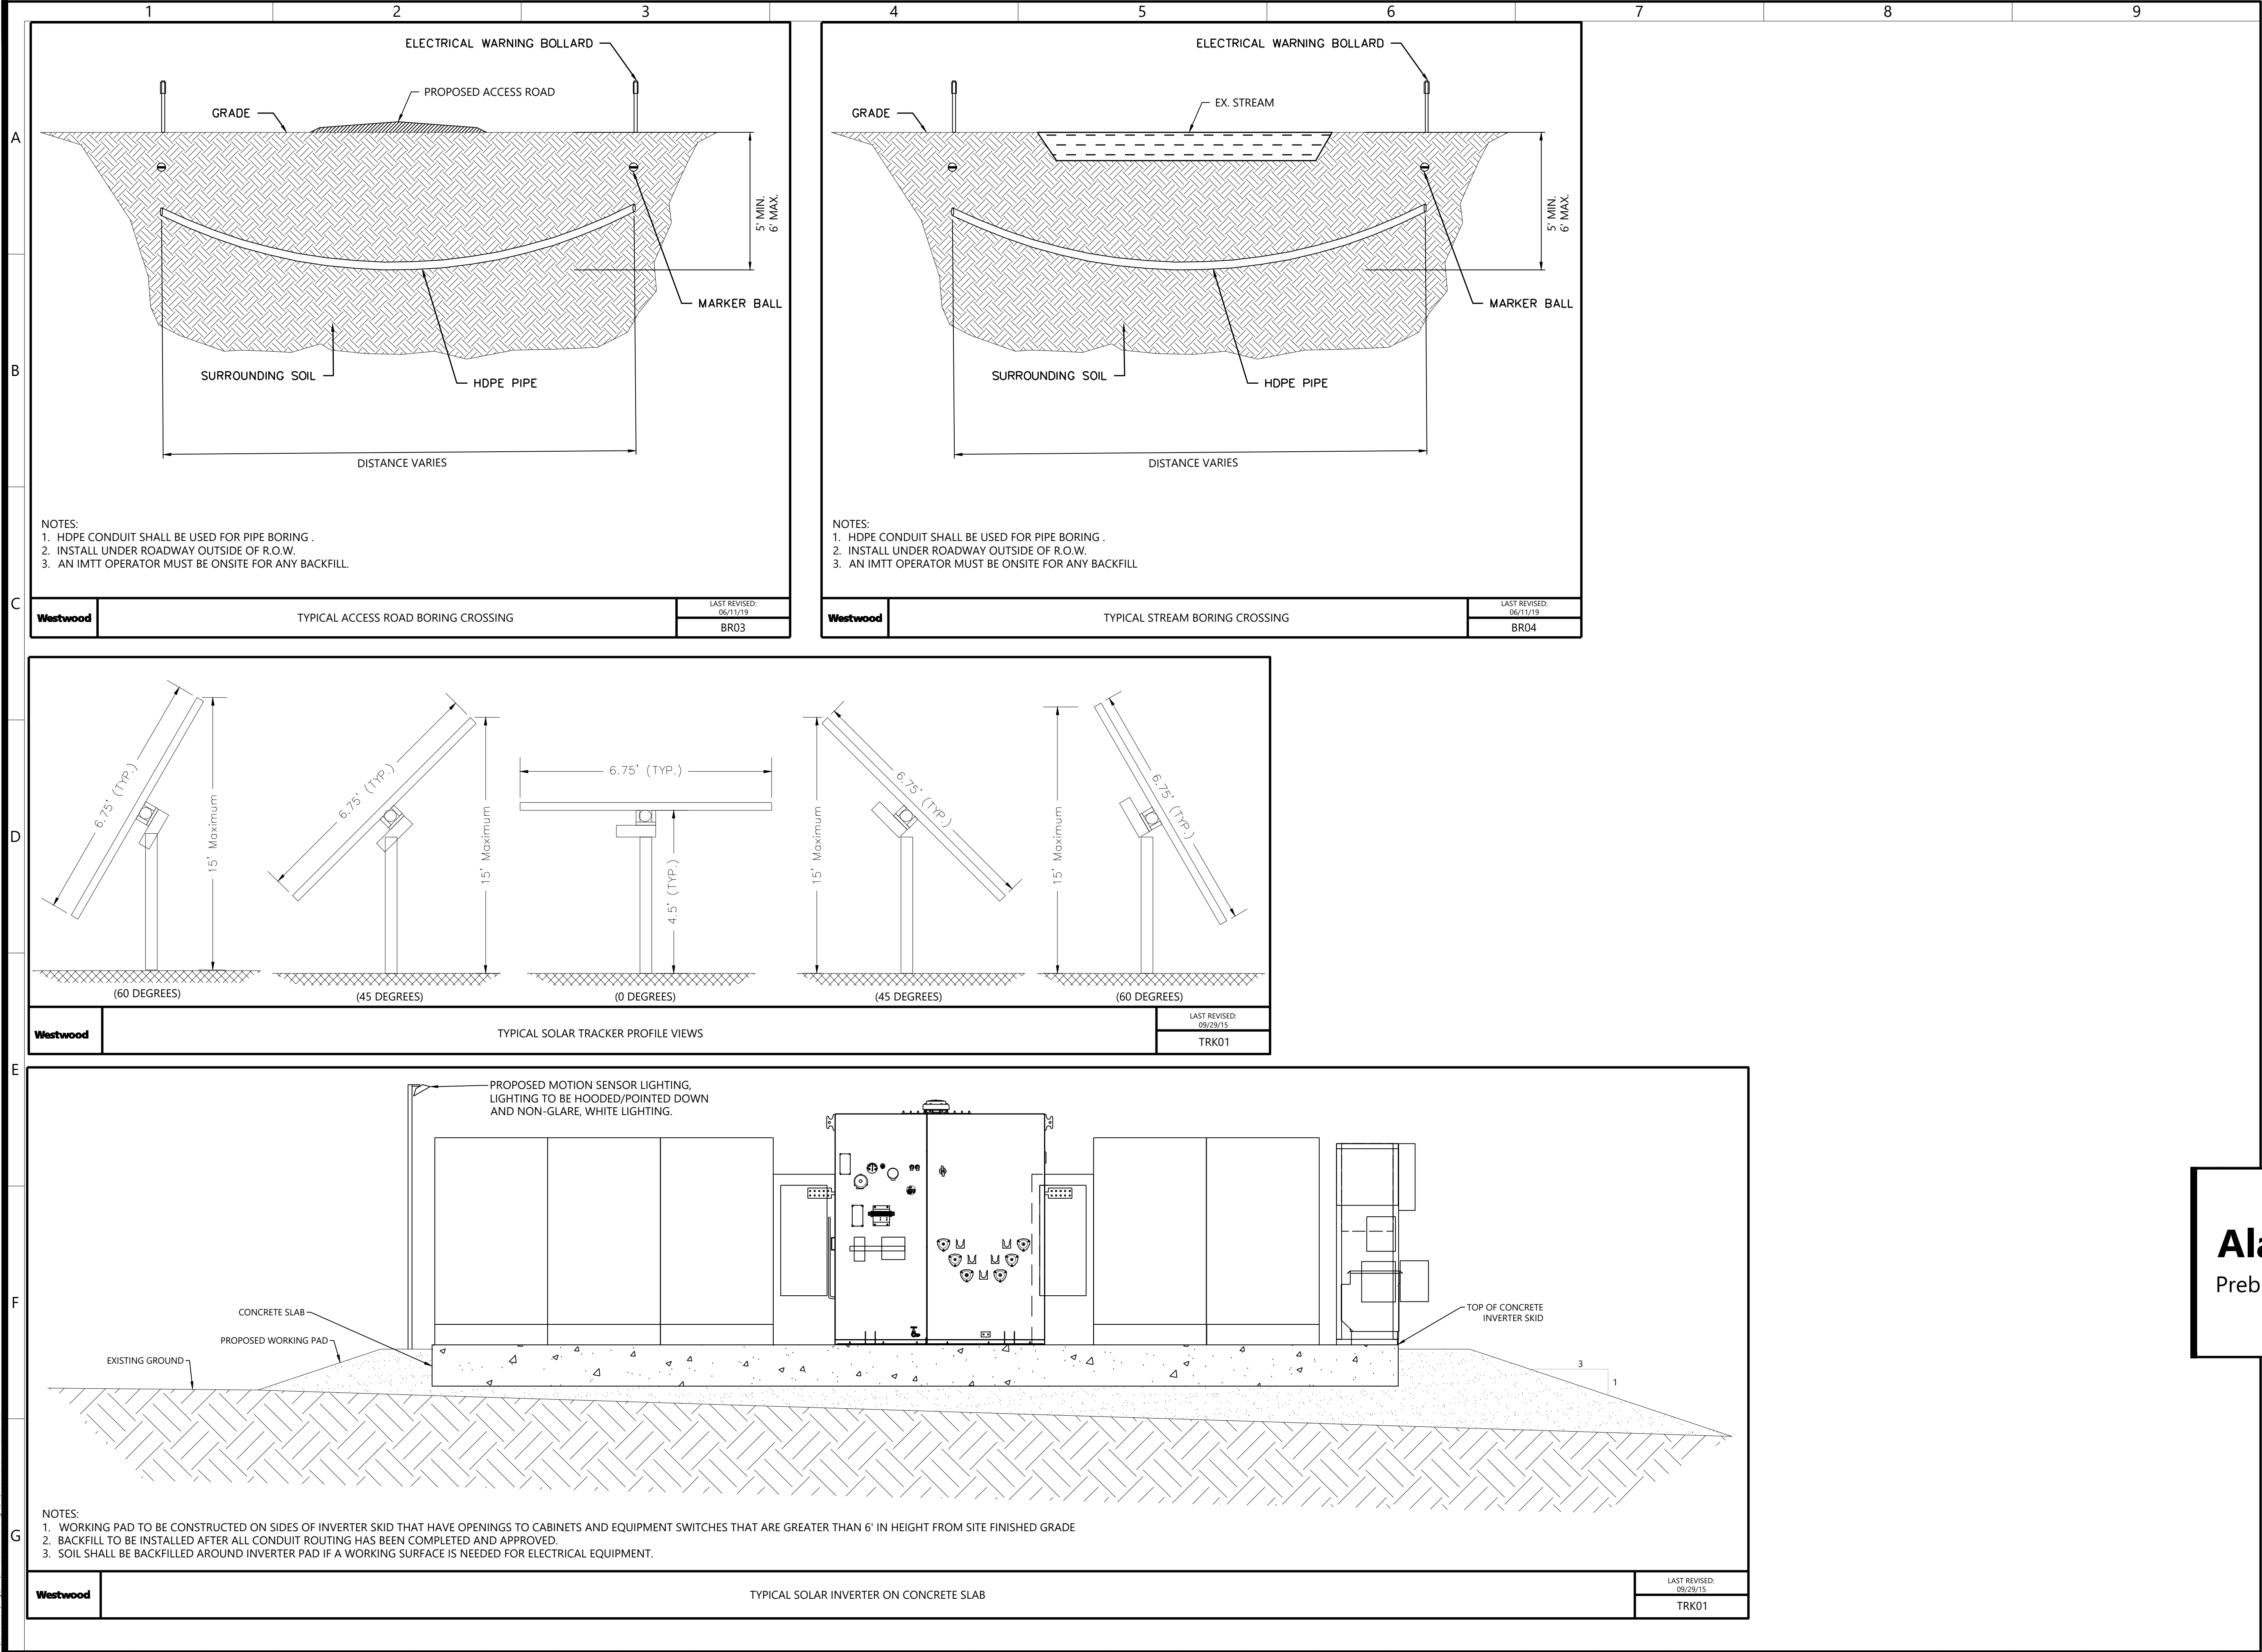 1 2 3 4 5 6 7 8 9
A
B
C
D
E
F
G
ELECTRICAL WARNING BOLLARD
PROPOSED ACCESS ROAD
GRADE
5' MIN.
6' MAX.
MARKER BALL
SURROUNDING SOIL
HDPE PIPE
DISTANCE VARIES
NOTES:
1. HDPE CONDUIT SHALL BE USED FOR PIPE BORING .
2. INSTALL UNDER ROADWAY OUTSIDE OF R.O.W.
3. AN IMTT OPERATOR MUST BE ONSITE FOR ANY BACKFILL.
Westwood
TYPICAL ACCESS ROAD BORING CROSSING
LAST REVISED:
06/11/19
BR03
ELECTRICAL WARNING BOLLARD
EX. STREAM
GRADE
5' MIN.
6' MAX.
MARKER BALL
SURROUNDING SOIL
HDPE PIPE
DISTANCE VARIES
NOTES:
1. HDPE CONDUIT SHALL BE USED FOR PIPE BORING .
2. INSTALL UNDER ROADWAY OUTSIDE OF R.O.W.
3. AN IMTT OPERATOR MUST BE ONSITE FOR ANY BACKFILL
Westwood
TYPICAL STREAM BORING CROSSING
LAST REVISED:
06/11/19
BR04
6.75' (TYP.)
15' Maximum
(60 DEGREES)
6.75' (TYP.)
15' Maximum
(45 DEGREES)
6.75' (TYP.)
4.5' (TYP.)
(0 DEGREES)
15' Maximum
6.75' (TYP.)
(45 DEGREES)
15' Maximum
6.75' (TYP.)
(60 DEGREES)
Westwood
TYPICAL SOLAR TRACKER PROFILE VIEWS
LAST REVISED:
09/29/15
TRK01
PROPOSED MOTION SENSOR LIGHTING,
LIGHTING TO BE HOODED/POINTED DOWN
AND NON-GLARE, WHITE LIGHTING.
CONCRETE SLAB
PROPOSED WORKING PAD
EXISTING GROUND
TOP OF CONCRETE
INVERTER SKID
3
1
NOTES:
1. WORKING PAD TO BE CONSTRUCTED ON SIDES OF INVERTER SKID THAT HAVE OPENINGS TO CABINETS AND EQUIPMENT SWITCHES THAT ARE GREATER THAN 6' IN HEIGHT FROM SITE FINISHED GRADE
2. BACKFILL TO BE INSTALLED AFTER ALL CONDUIT ROUTING HAS BEEN COMPLETED AND APPROVED.
3. SOIL SHALL BE BACKFILLED AROUND INVERTER PAD IF A WORKING SURFACE IS NEEDED FOR ELECTRICAL EQUIPMENT.
Westwood
TYPICAL SOLAR INVERTER ON CONCRETE SLAB
LAST REVISED:
09/29/15
TRK01
Ala
Preb